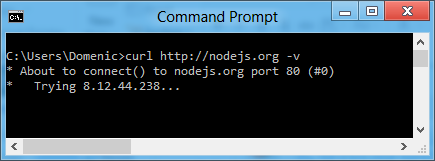 Command Prompt
C:\Users\Domenic>curl http://nodejs.org -v
* About to connect() to nodejs.org port 80 (#0)
*   Trying 8.12.44.238...